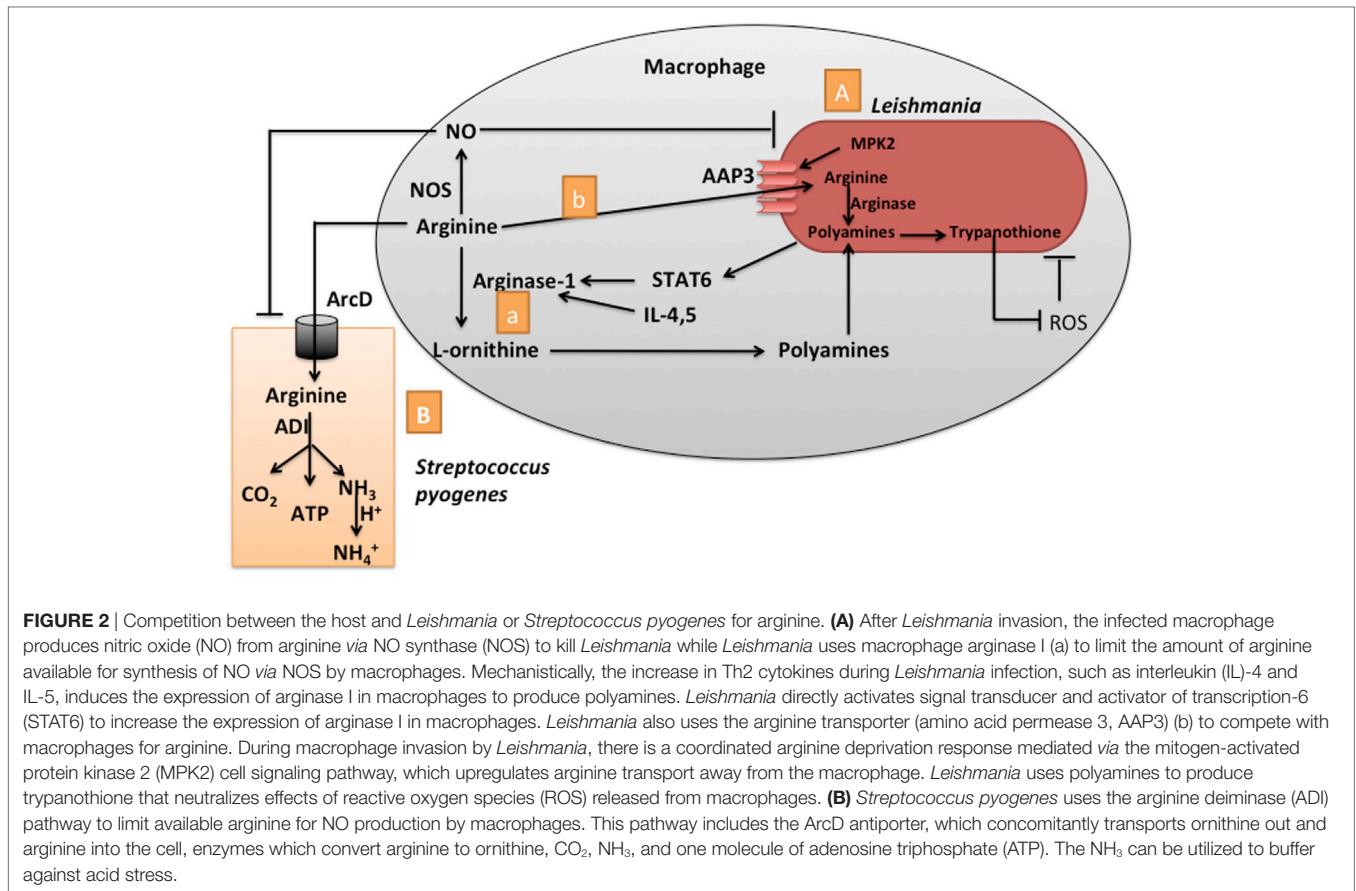 Macrophage
A
Leishmania
NO
MPK2
AAP3
NOS
b
Arginine
Arginase
Arginine
Polyamines
Trypanothione
Arginase-1
STAT6
ArcD
a
IL-4,5
ROS
L-ornithine
Polyamines
Arginine
B
ADI
Streptococcus
pyogenes
CO₂
NH₃
ATP
H⁺
NH₄⁺
FIGURE 2 | Competition between the host and Leishmania or Streptococcus pyogenes for arginine. (A) After Leishmania invasion, the infected macrophage
produces nitric oxide (NO) from arginine via NO synthase (NOS) to kill Leishmania while Leishmania uses macrophage arginase I (a) to limit the amount of arginine
available for synthesis of NO via NOS by macrophages. Mechanistically, the increase in Th2 cytokines during Leishmania infection, such as interleukin (IL)-4 and
IL-5, induces the expression of arginase I in macrophages to produce polyamines. Leishmania directly activates signal transducer and activator of transcription-6
(STAT6) to increase the expression of arginase I in macrophages. Leishmania also uses the arginine transporter (amino acid permease 3, AAP3) (b) to compete with
macrophages for arginine. During macrophage invasion by Leishmania, there is a coordinated arginine deprivation response mediated via the mitogen-activated
protein kinase 2 (MPK2) cell signaling pathway, which upregulates arginine transport away from the macrophage. Leishmania uses polyamines to produce
trypanothione that neutralizes effects of reactive oxygen species (ROS) released from macrophages. (B) Streptococcus pyogenes uses the arginine deiminase (ADI)
pathway to limit available arginine for NO production by macrophages. This pathway includes the ArcD antiporter, which concomitantly transports ornithine out and
arginine into the cell, enzymes which convert arginine to ornithine, CO₂, NH₃, and one molecule of adenosine triphosphate (ATP). The NH₃ can be utilized to buffer
against acid stress.